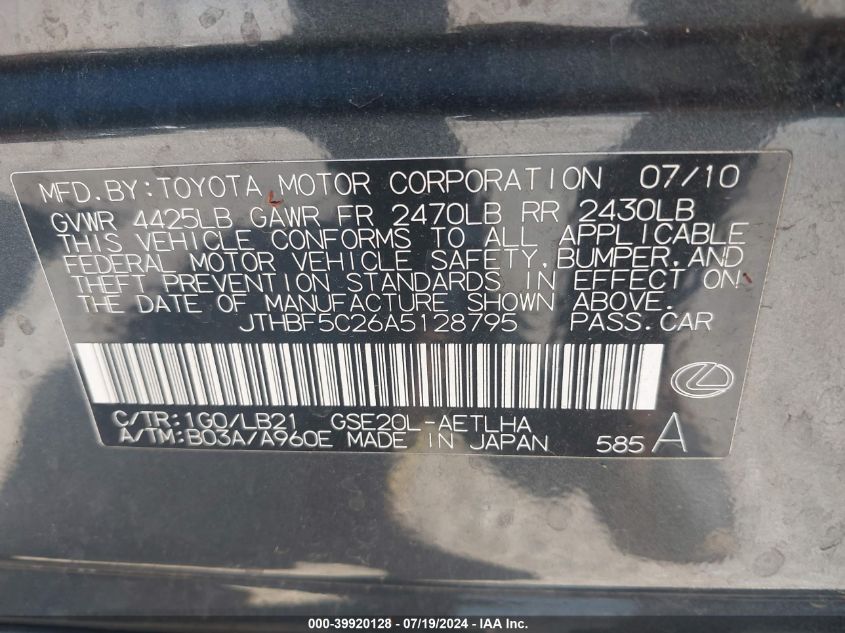 MFD.BY:TOYOTA MOTOR CORPORATION 07/10
GVWR 4425LB GAWR FR 2470LB RR 2430LB
THIS VEHICLE CONFORMS TO ALL APPLICABLE
FEDERAL MOTOR VEHICLE SAFETY,BUMPER,AND
THEFT PREVENTION STANDARDS IN EFFECT ON
THE DATE OF MANUFACTURE SHOWN ABOVE.
JTHBF5C26A5128795 PASS.CAR
C/TR:1G0/LB21 GSE20L-AETLHA
A/TM:B03A/A960E MADE IN JAPAN 585 A
000-39920128 - 07/19/2024 - IAA Inc.